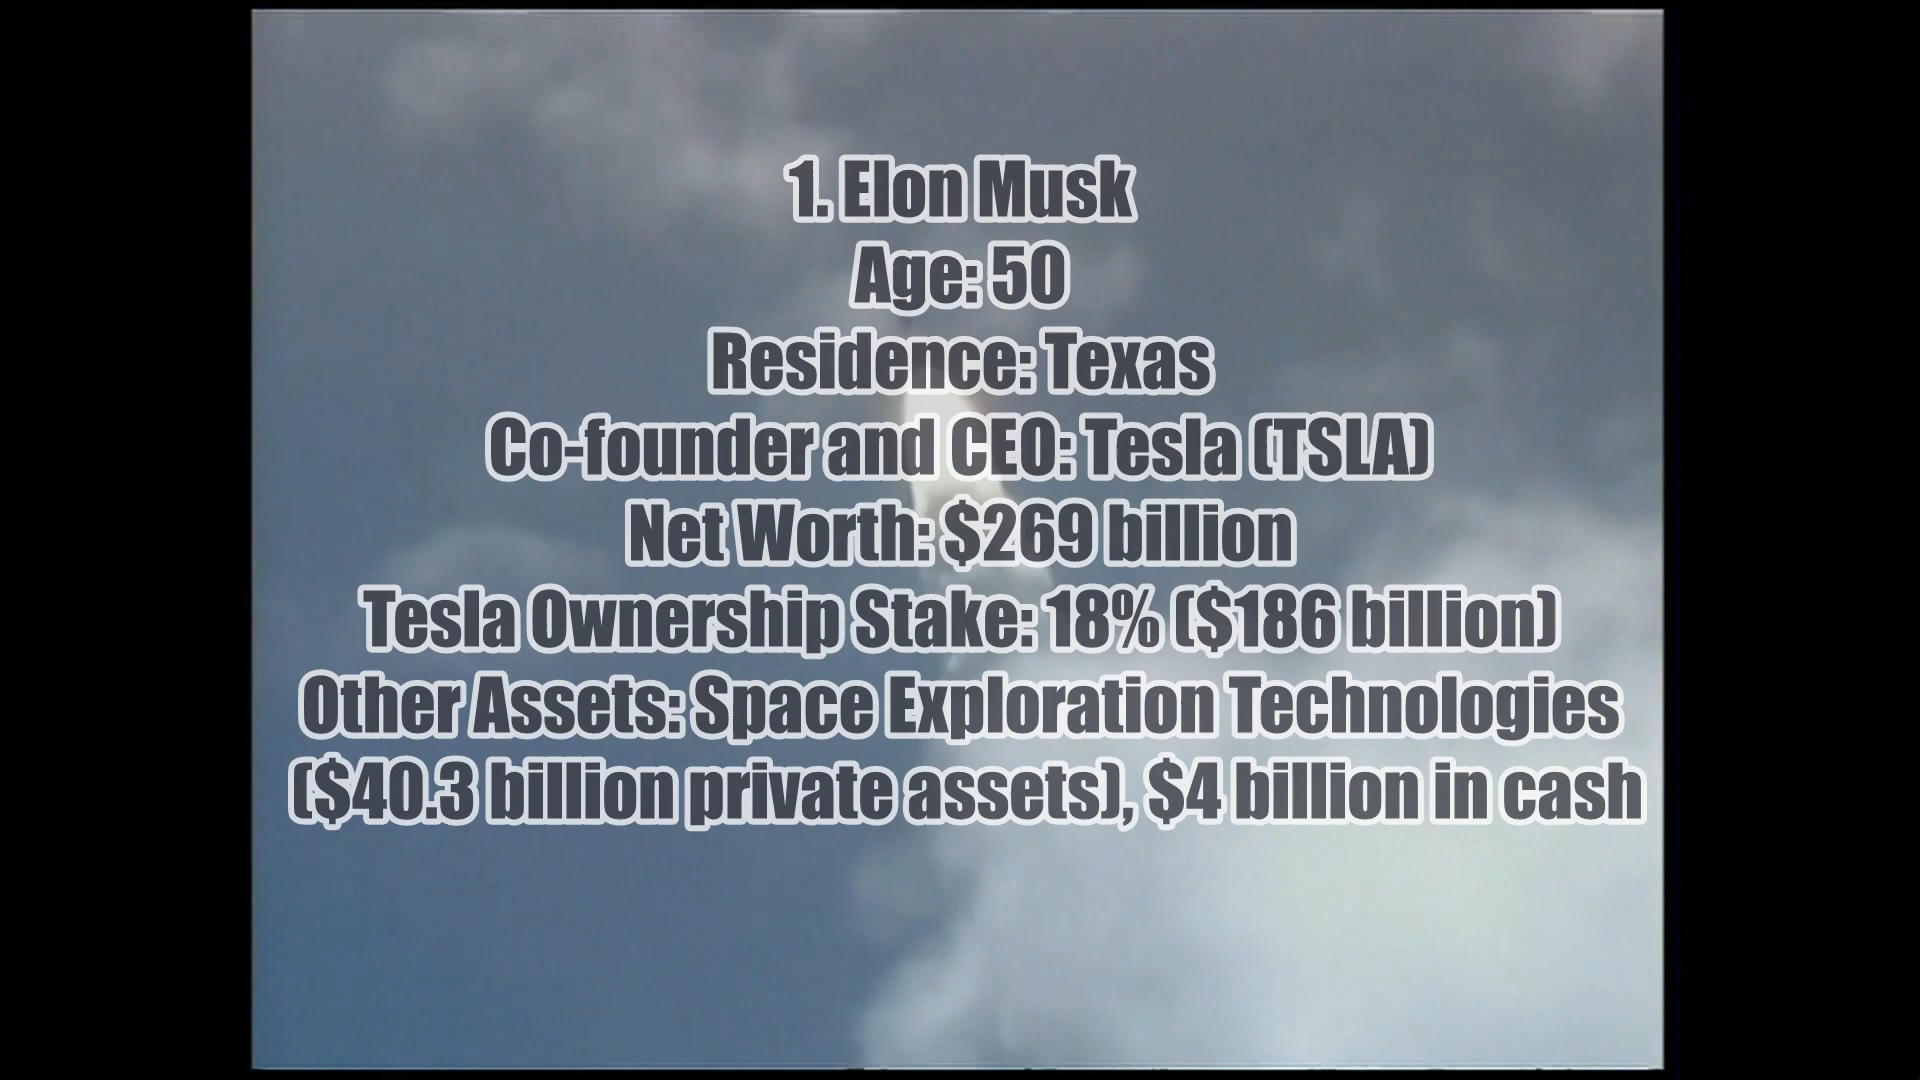 1. Elon Musk
Age: 50
Residence: Texas
Co-founder and CEO: Tesla (TSLA)
Net Worth: $269 billion
Tesla Ownership Stake: 18% ($186 billion)
Other Assets: Space Exploration Technologies
($40.3 billion private assets), $4 billion in cash